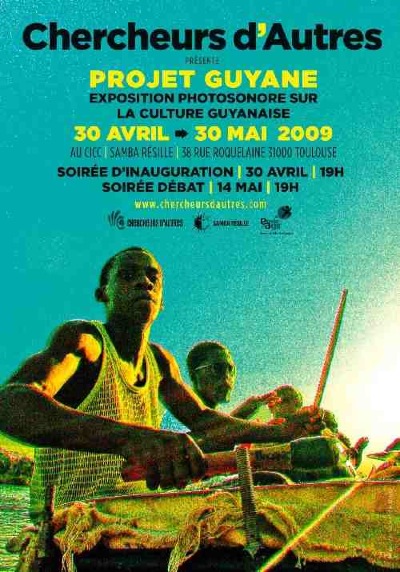 Chercheurs d'Autres
PRÉSENTE
PROJET GUYANE
EXPOSITION PHOTOSONORE SUR
LA CULTURE GUYANAISE
30 AVRIL ➨ 30 MAI 2009
AU CICC | SAMBA RÉSILLE | 38 RUE ROQUELAINE 31000 TOULOUSE
SOIRÉE D'INAUGURATION | 30 AVRIL | 19H
SOIRÉE DÉBAT | 14 MAI | 19H
www.chercheursdautres.com
CHERCHEURS D'AUTRES SAMBA RÉSILLE